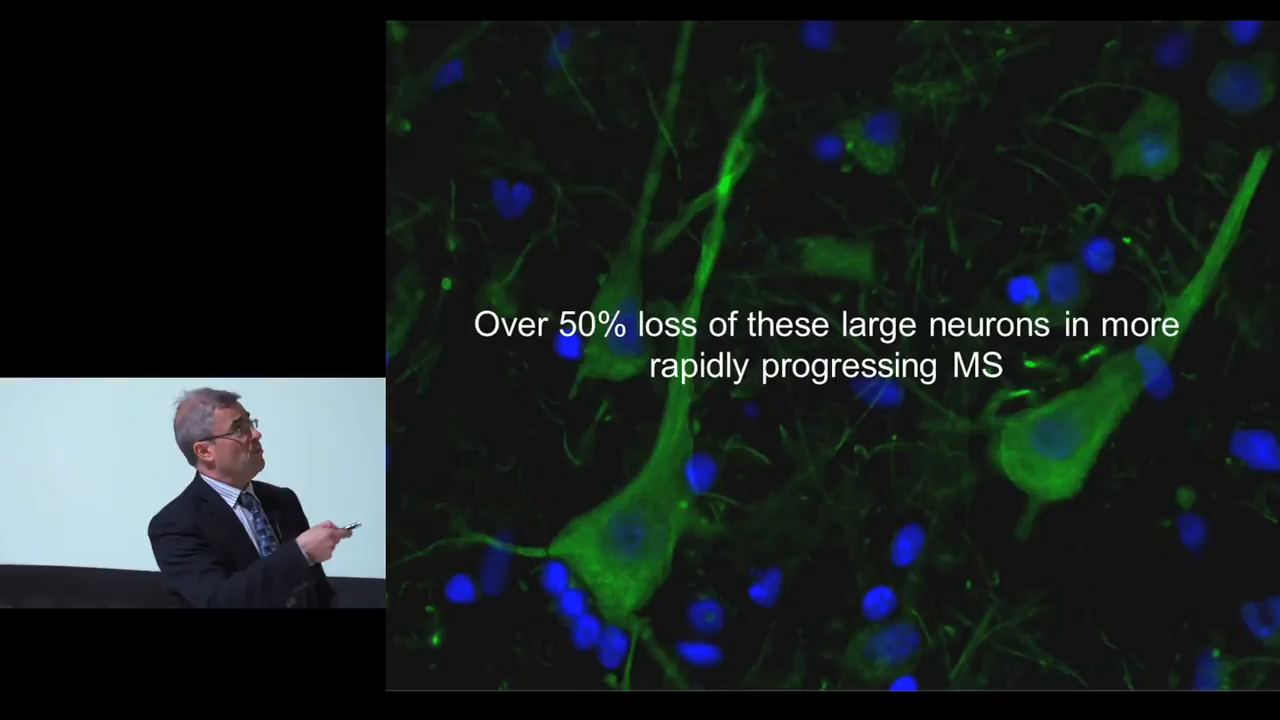 Over 50% loss of these large neurons in more
rapidly progressing MS